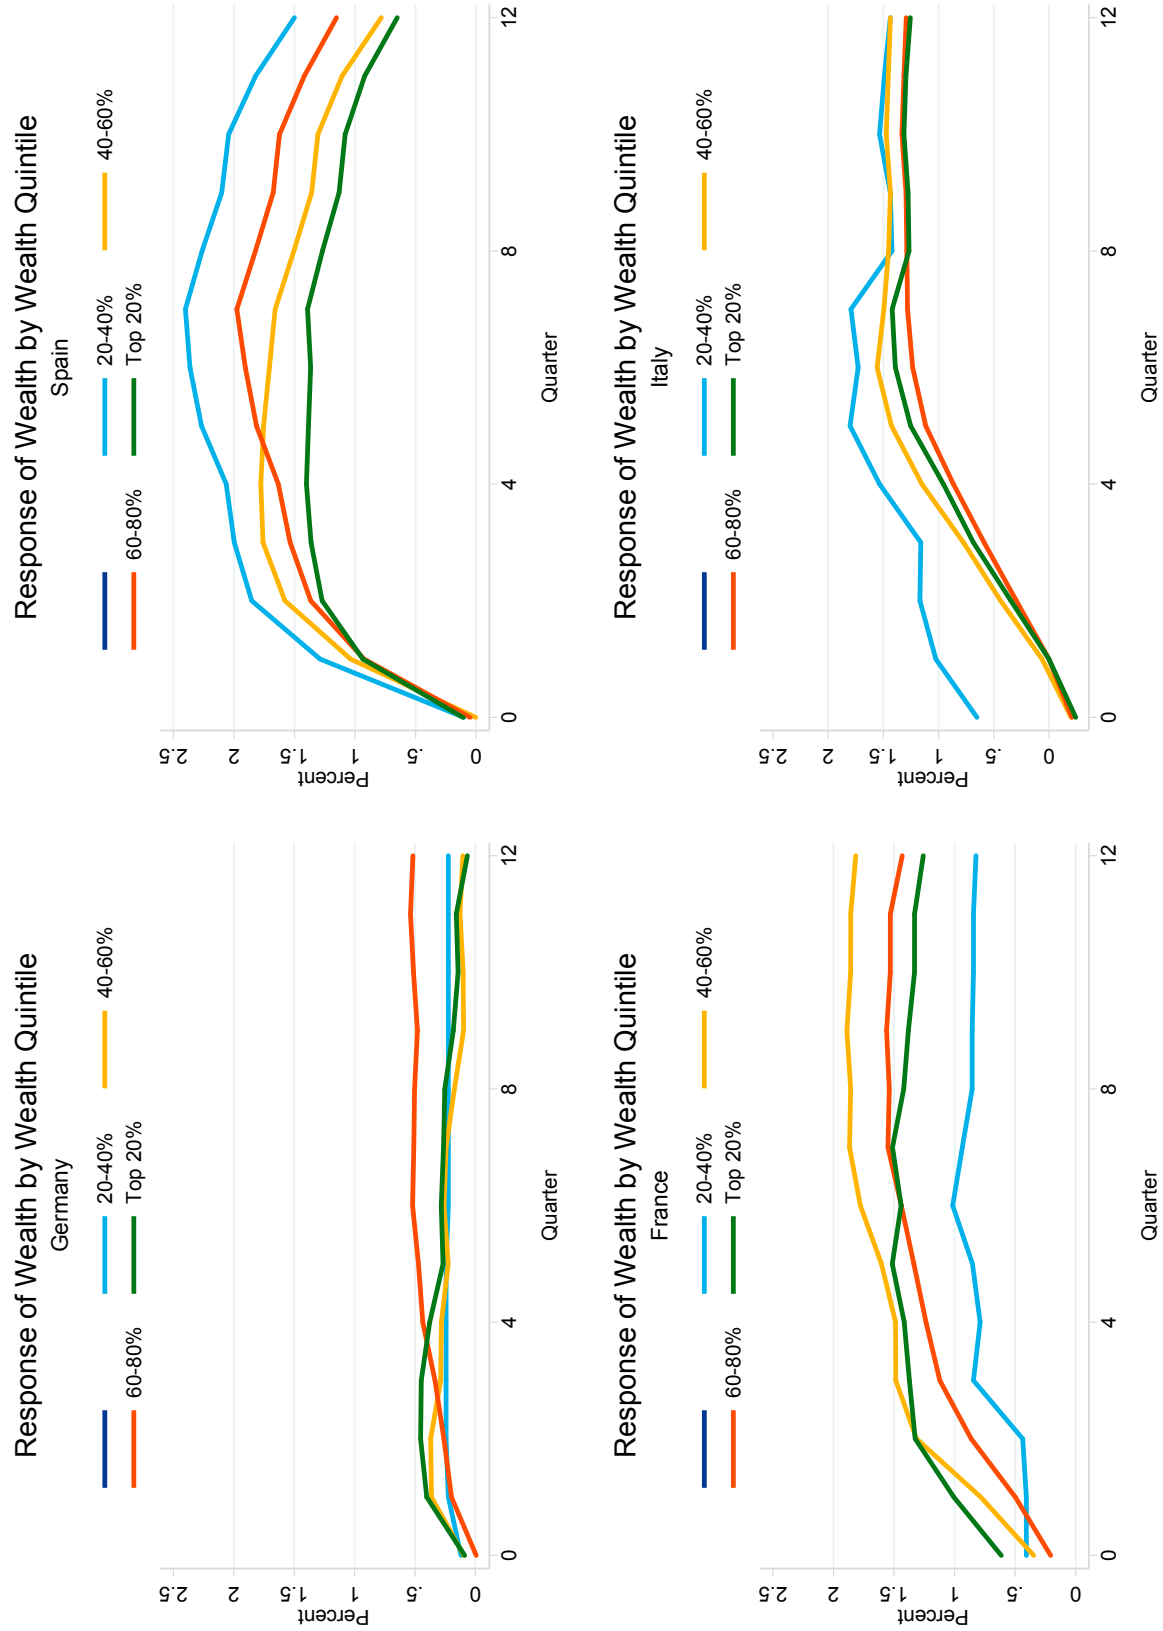 Response of Wealth by Wealth Quintile
Germany
20-40%
40-60%
60-80%
Top 20%
Percent
2.5
2
1.5
1
.5
0
0
4
8
12
Quarter
Response of Wealth by Wealth Quintile
Spain
20-40%
40-60%
60-80%
Top 20%
Percent
2.5
2
1.5
1
.5
0
0
4
8
12
Quarter
Response of Wealth by Wealth Quintile
France
20-40%
40-60%
60-80%
Top 20%
Percent
2.5
2
1.5
1
.5
0
0
4
8
12
Quarter
Response of Wealth by Wealth Quintile
Italy
20-40%
40-60%
60-80%
Top 20%
Percent
2.5
2
1.5
1
.5
0
0
4
8
12
Quarter